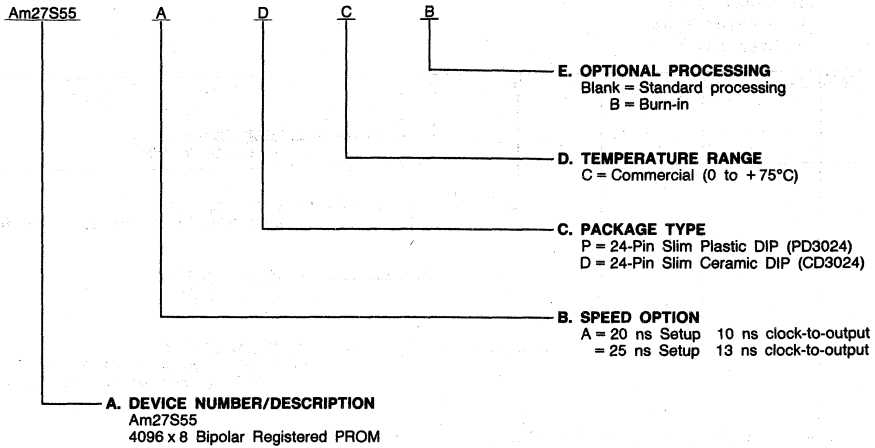 Am27S55 A D C B
E. OPTIONAL PROCESSING
Blank = Standard processing
B = Burn-in
D. TEMPERATURE RANGE
C = Commercial (0 to +75°C)
C. PACKAGE TYPE
P = 24-Pin Slim Plastic DIP (PD3024)
D = 24-Pin Slim Ceramic DIP (CD3024)
B. SPEED OPTION
A = 20 ns Setup 10 ns clock-to-output
= 25 ns Setup 13 ns clock-to-output
A. DEVICE NUMBER/DESCRIPTION
Am27S55
4096 x 8 Bipolar Registered PROM